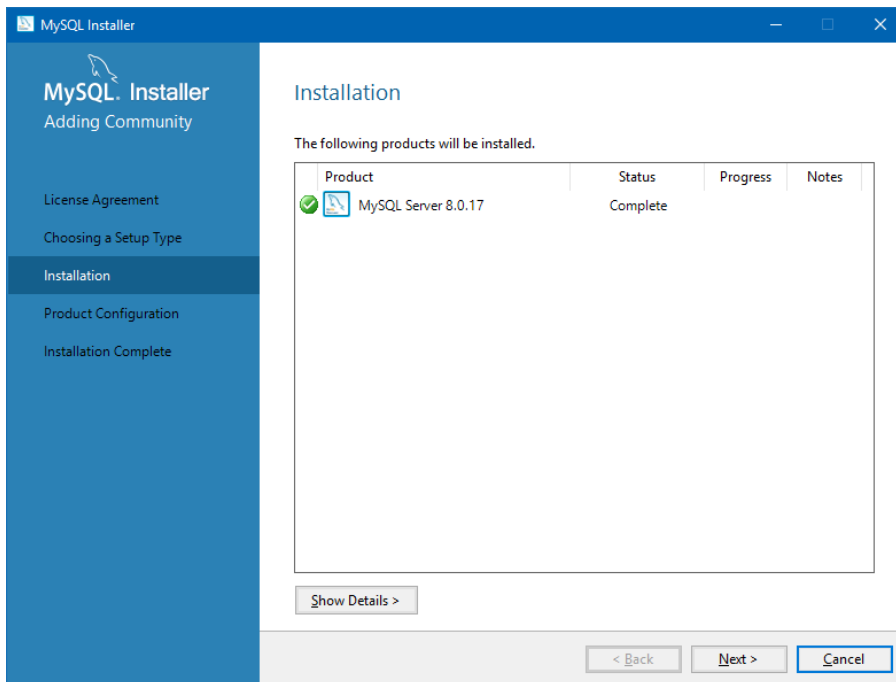 MySQL Installer
MySQL. Installer
Adding Community
License Agreement
Choosing a Setup Type
Installation
Product Configuration
Installation Complete
Installation
The following products will be installed.
Product Status Progress Notes
MySQL Server 8.0.17 Complete
Show Details >
< Back Next > Cancel